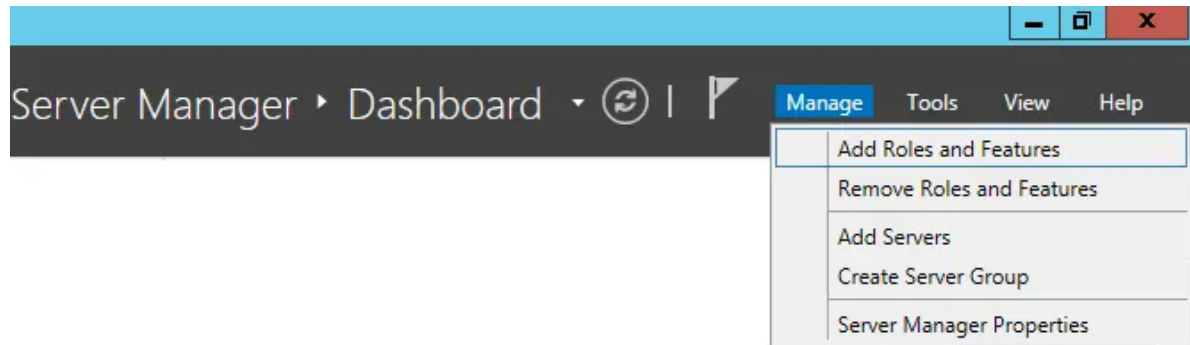 Server Manager ‣ Dashboard
Manage Tools View Help
Add Roles and Features
Remove Roles and Features
Add Servers
Create Server Group
Server Manager Properties